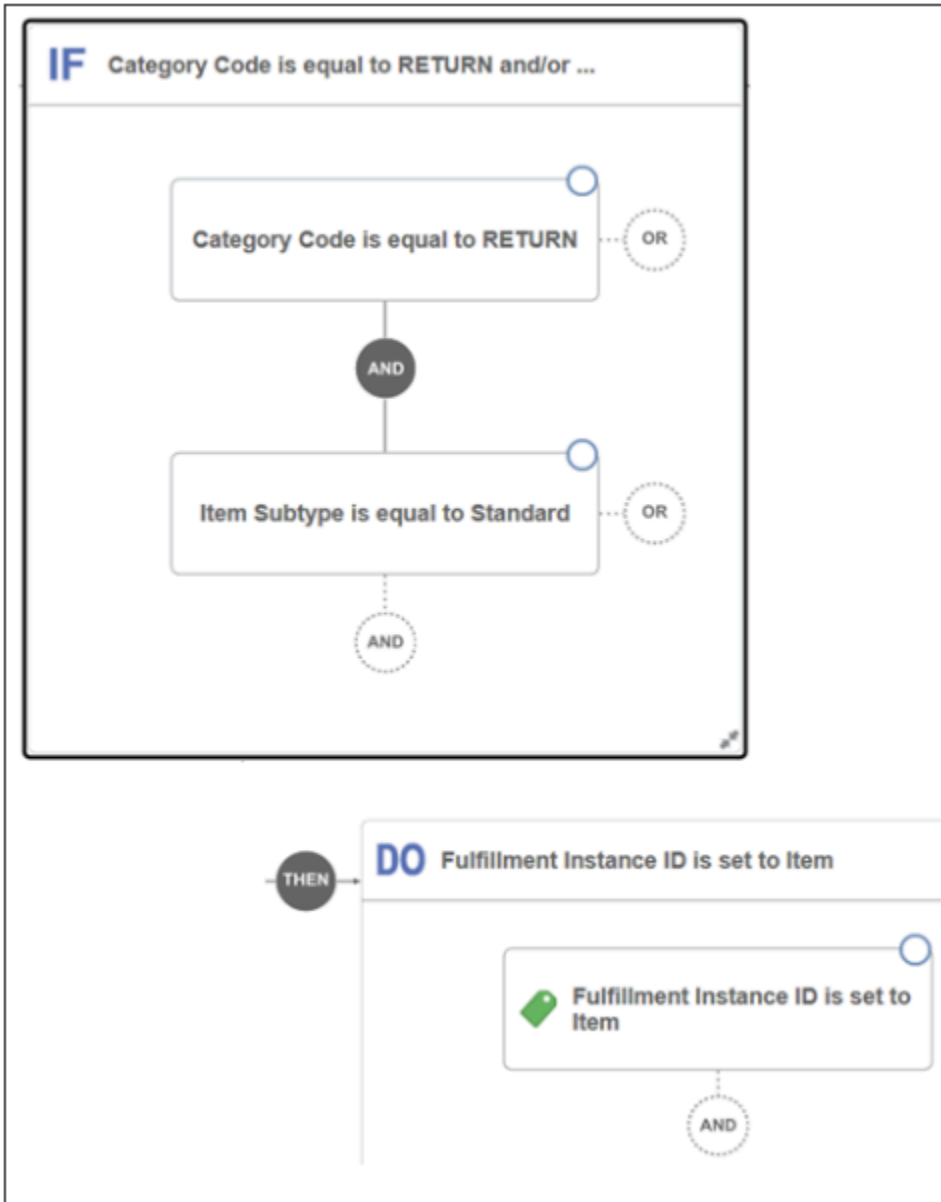 IF Category Code is equal to RETURN and/or ...
Category Code is equal to RETURN
OR
AND
Item Subtype is equal to Standard
OR
AND
THEN
DO Fulfillment Instance ID is set to Item
Fulfillment Instance ID is set to
Item
AND